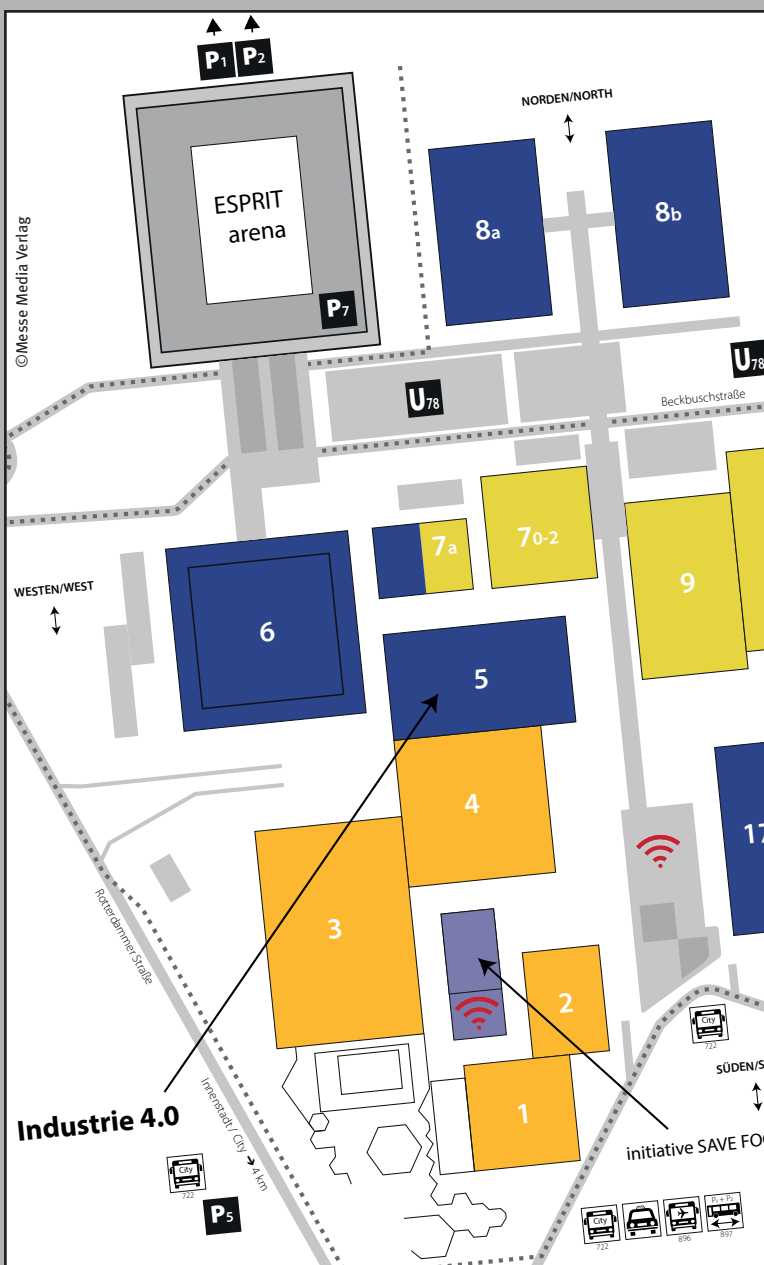 P1 P2
NORDEN/NORTH
ESPRIT
arena
8a
8b
©Messe Media Verlag
P7
U78
U78
Beckbuschstraße
7a
70-2
WESTEN/WEST
6
9
5
4
17
3
Rotterdammer Straße
2
City
722
SÜDEN/S
Industrie 4.0
Innenstadt / City ➔ 4 km
1
initiative SAVE FOO
City
722
P5
City
722
896
P1 + P2
897